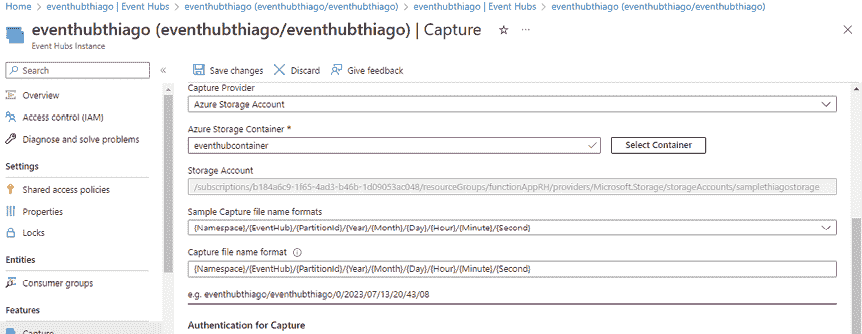 Home > eventhubthiago | Event Hubs > eventhubthiago (eventhubthiago/eventhubthiago) > eventhubthiago | Event Hubs > eventhubthiago (eventhubthiago/eventhubthiago)
eventhubthiago (eventhubthiago/eventhubthiago) | Capture
Event Hubs Instance
Search
Save changes
Discard
Give feedback
Overview
Access control (IAM)
Diagnose and solve problems
Settings
Shared access policies
Properties
Locks
Entities
Consumer groups
Features
Capture
Capture Provider
Azure Storage Account
Azure Storage Container *
eventhubcontainer
Select Container
Storage Account
/subscriptions/b184a6c9-1f65-4ad3-b46b-1d09053ac048/resourceGroups/functionAppRH/providers/Microsoft.Storage/storageAccounts/samplethiagostorage
Sample Capture file name formats
{Namespace}/{EventHub}/{PartitionId}/{Year}/{Month}/{Day}/{Hour}/{Minute}/{Second}
Capture file name format
{Namespace}/{EventHub}/{PartitionId}/{Year}/{Month}/{Day}/{Hour}/{Minute}/{Second}
e.g. eventhubthiago/eventhubthiago/0/2023/07/13/20/43/08
Authentication for Capture